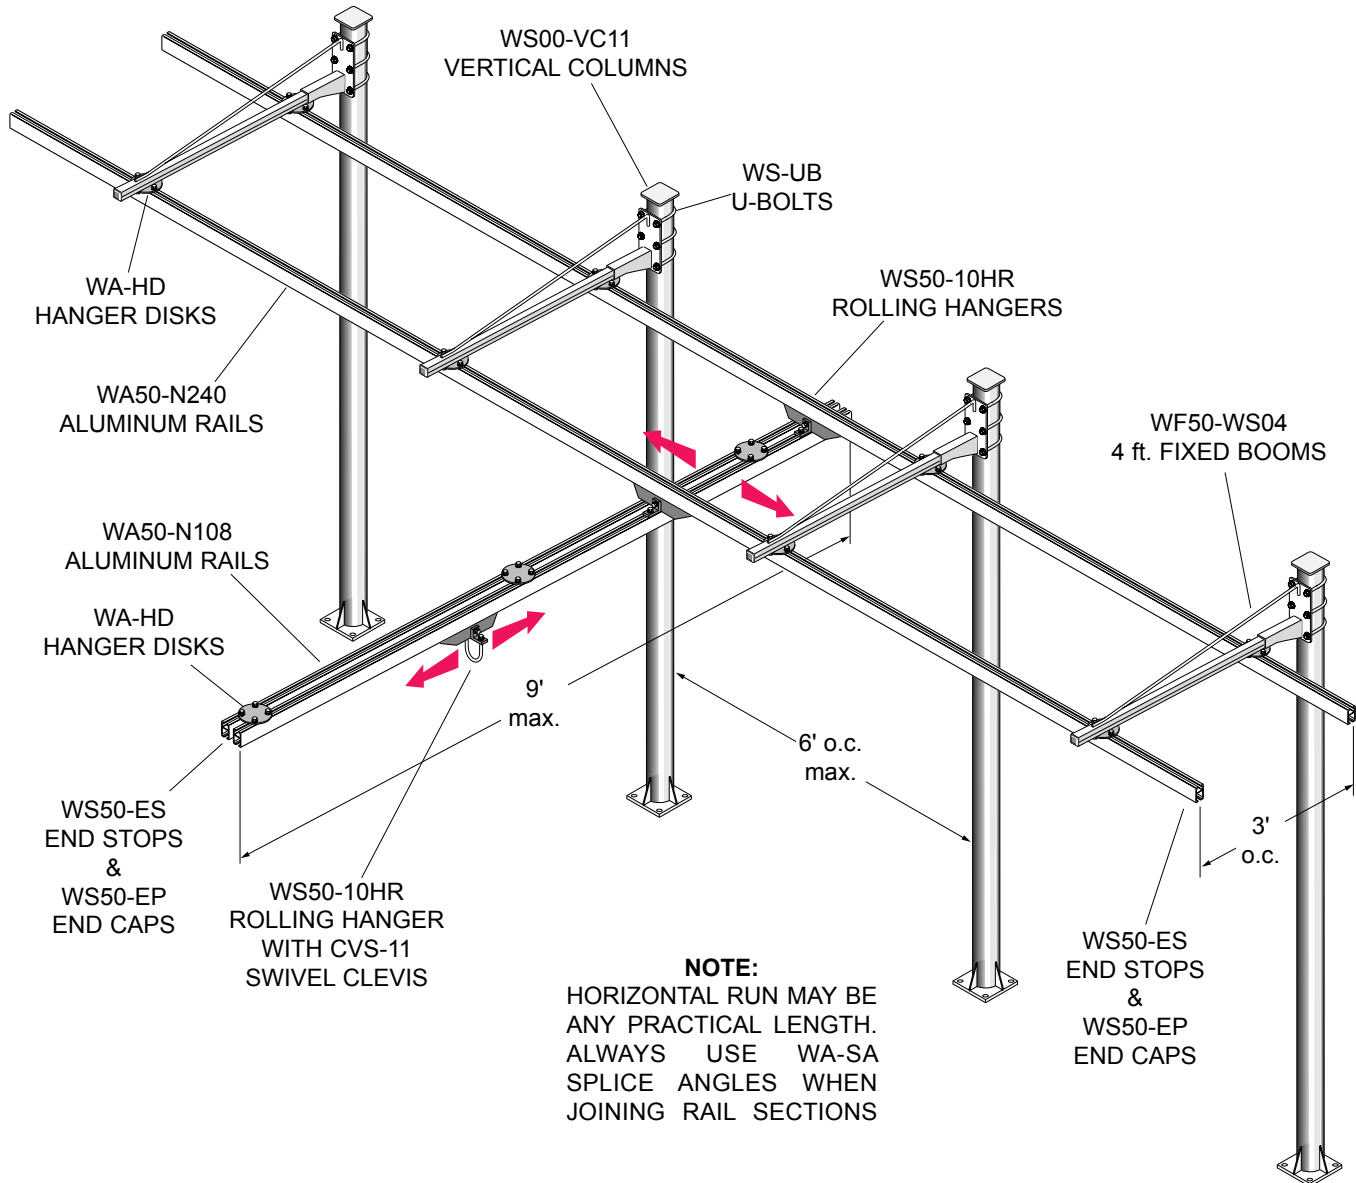 WS00-VC11
VERTICAL COLUMNS
WS-UB
U-BOLTS
WA-HD
HANGER DISKS
WS50-10HR
ROLLING HANGERS
WA50-N240
ALUMINUM RAILS
WF50-WS04
4 ft. FIXED BOOMS
WA50-N108
ALUMINUM RAILS
WA-HD
HANGER DISKS
9'
max.
6' o.c.
max.
3'
o.c.
WS50-ES
END STOPS
&
WS50-EP
END CAPS
WS50-10HR
ROLLING HANGER
WITH CVS-11
SWIVEL CLEVIS
WS50-ES
END STOPS
&
WS50-EP
END CAPS
NOTE:
HORIZONTAL RUN MAY BE
ANY PRACTICAL LENGTH.
ALWAYS USE WA-SA
SPLICE ANGLES WHEN
JOINING RAIL SECTIONS